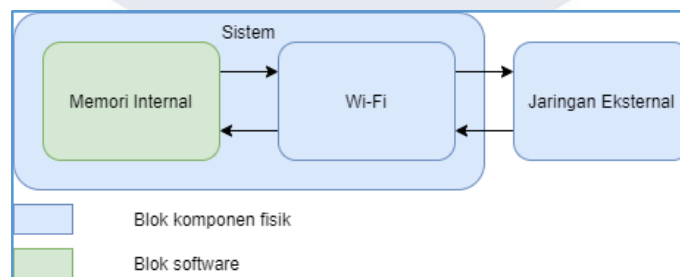 Sistem
Memori Internal
Wi-Fi
Jaringan Eksternal
Blok komponen fisik
Blok software